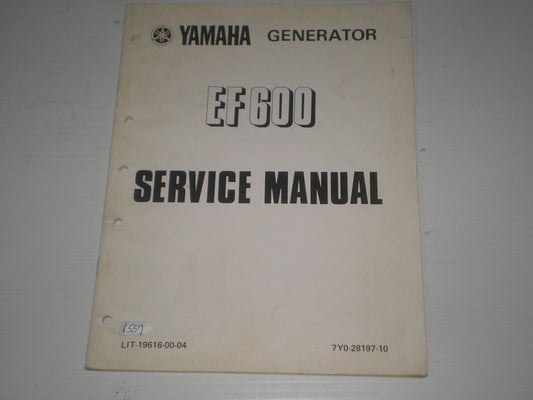 YAMAHA GENERATOR
EF600
SERVICE MANUAL
1557
LIT-19616-00-04
7Y0-28197-10